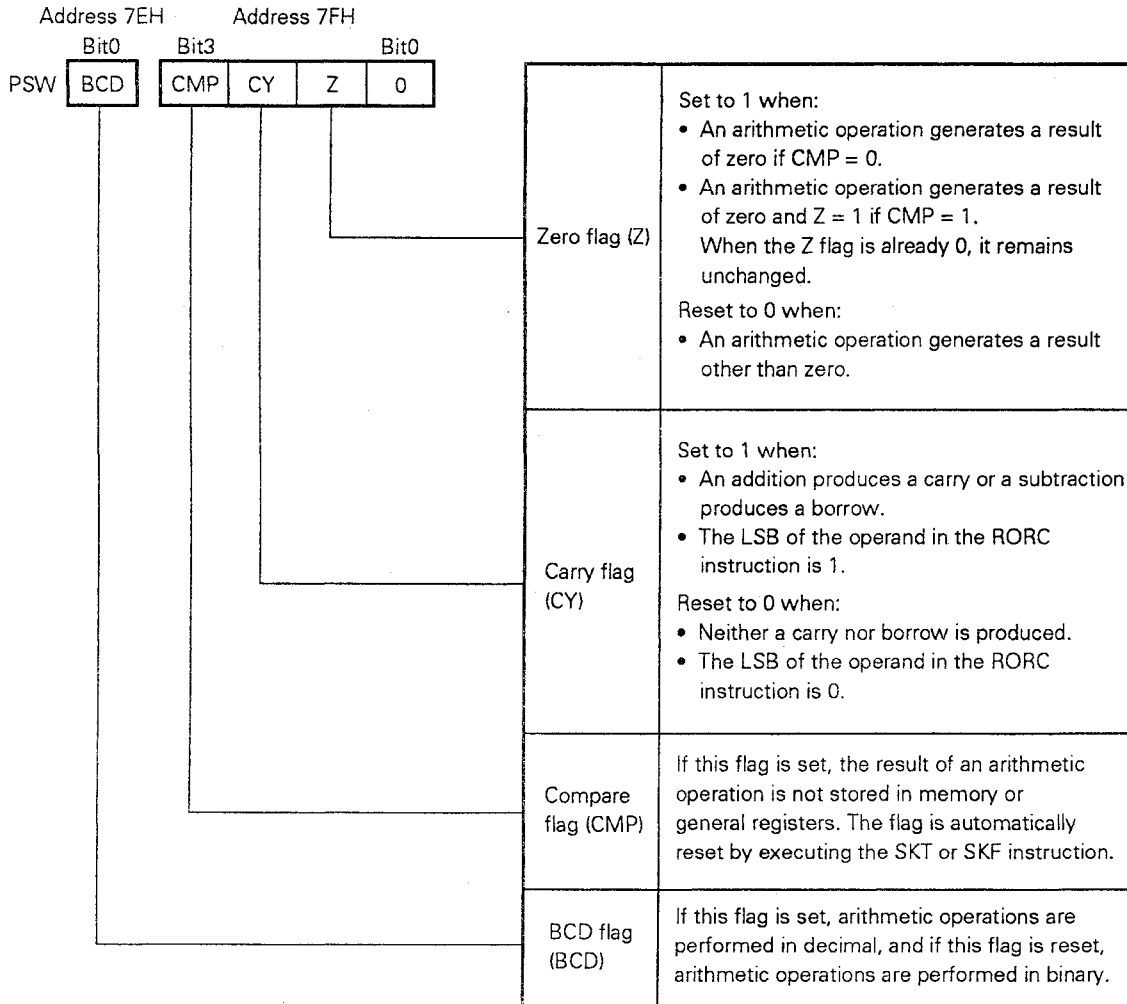 Address 7EH Address 7FH
Bit0 Bit3 Bit0
PSW BCD CMP CY Z 0
Zero flag (Z)
Set to 1 when:
• An arithmetic operation generates a result
of zero if CMP = 0.
• An arithmetic operation generates a result
of zero and Z = 1 if CMP = 1.
When the Z flag is already 0, it remains
unchanged.
Reset to 0 when:
• An arithmetic operation generates a result
other than zero.
Carry flag
(CY)
Set to 1 when:
• An addition produces a carry or a subtraction
produces a borrow.
• The LSB of the operand in the RORC
instruction is 1.
Reset to 0 when:
• Neither a carry nor borrow is produced.
• The LSB of the operand in the RORC
instruction is 0.
Compare
flag (CMP)
If this flag is set, the result of an arithmetic
operation is not stored in memory or
general registers. The flag is automatically
reset by executing the SKT or SKF instruction.
BCD flag
(BCD)
If this flag is set, arithmetic operations are
performed in decimal, and if this flag is reset,
arithmetic operations are performed in binary.